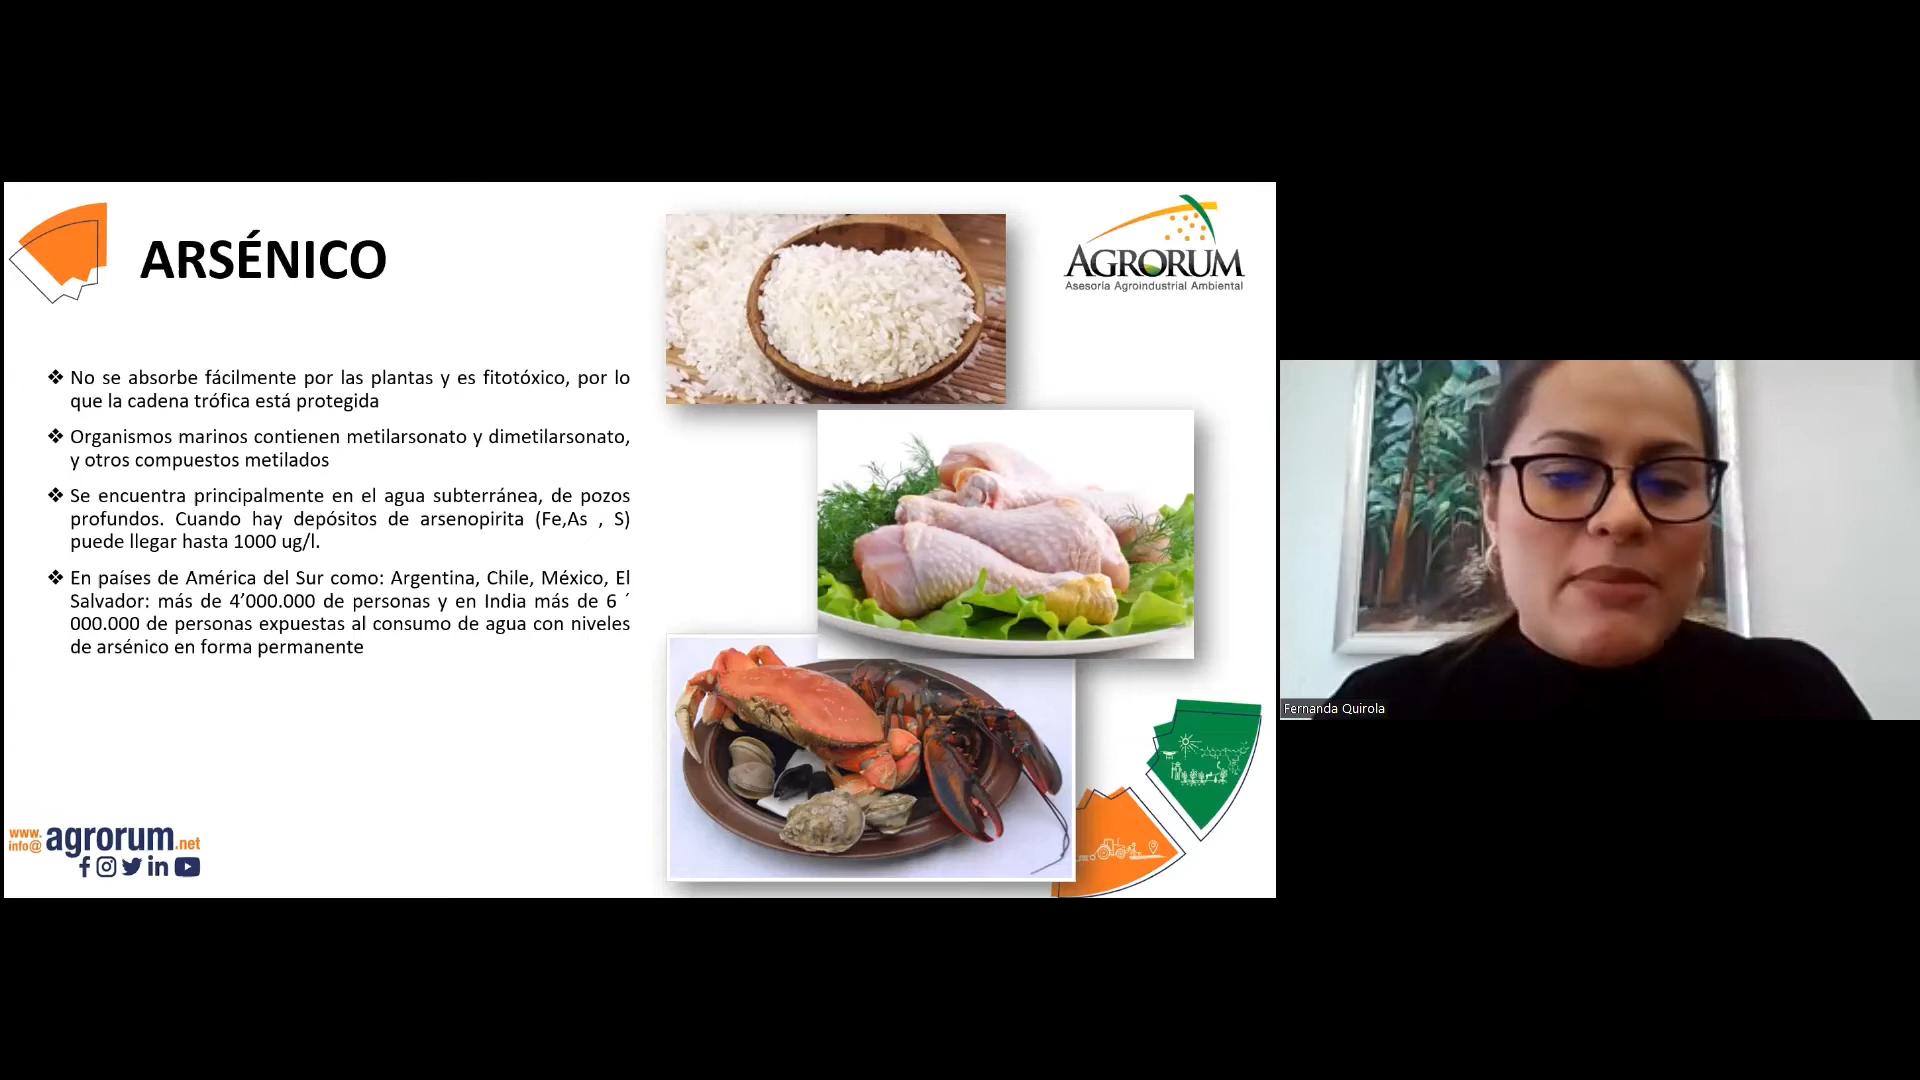 ARSÉNICO
AGRORUM
Asesoría Agroindustrial Ambiental
❖ No se absorbe fácilmente por las plantas y es fitotóxico, por lo
que la cadena trófica está protegida
❖ Organismos marinos contienen metilarsonato y dimetilarsonato,
y otros compuestos metilados
❖ Se encuentra principalmente en el agua subterránea, de pozos
profundos. Cuando hay depósitos de arsenopirita (Fe,As , S)
puede llegar hasta 1000 ug/l.
❖ En países de América del Sur como: Argentina, Chile, México, El
Salvador: más de 4’000.000 de personas y en India más de 6 ´
000.000 de personas expuestas al consumo de agua con niveles
de arsénico en forma permanente
www.
info@ agrorum.net
Fernanda Quirola